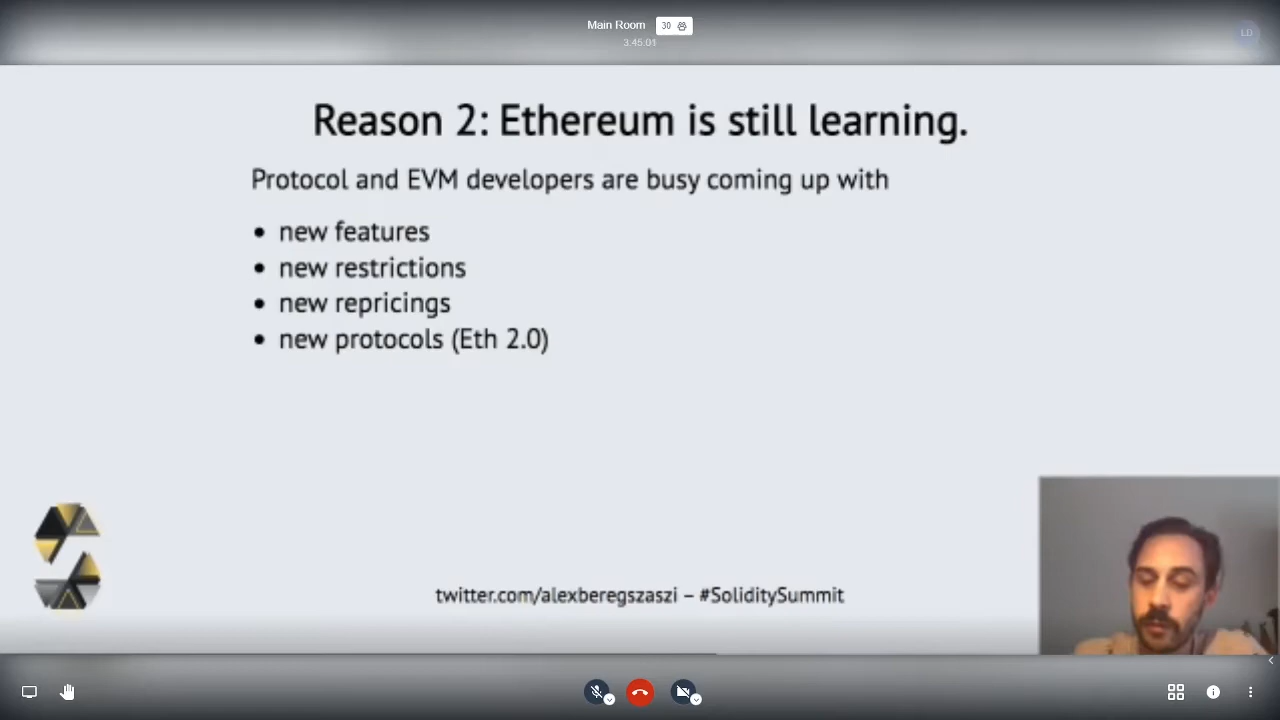 Main Room 30
3:45:01
LD
Reason 2: Ethereum is still learning.
Protocol and EVM developers are busy coming up with
• new features
• new restrictions
• new repricings
• new protocols (Eth 2.0)
twitter.com/alexberegszaszi – #SoliditySummit